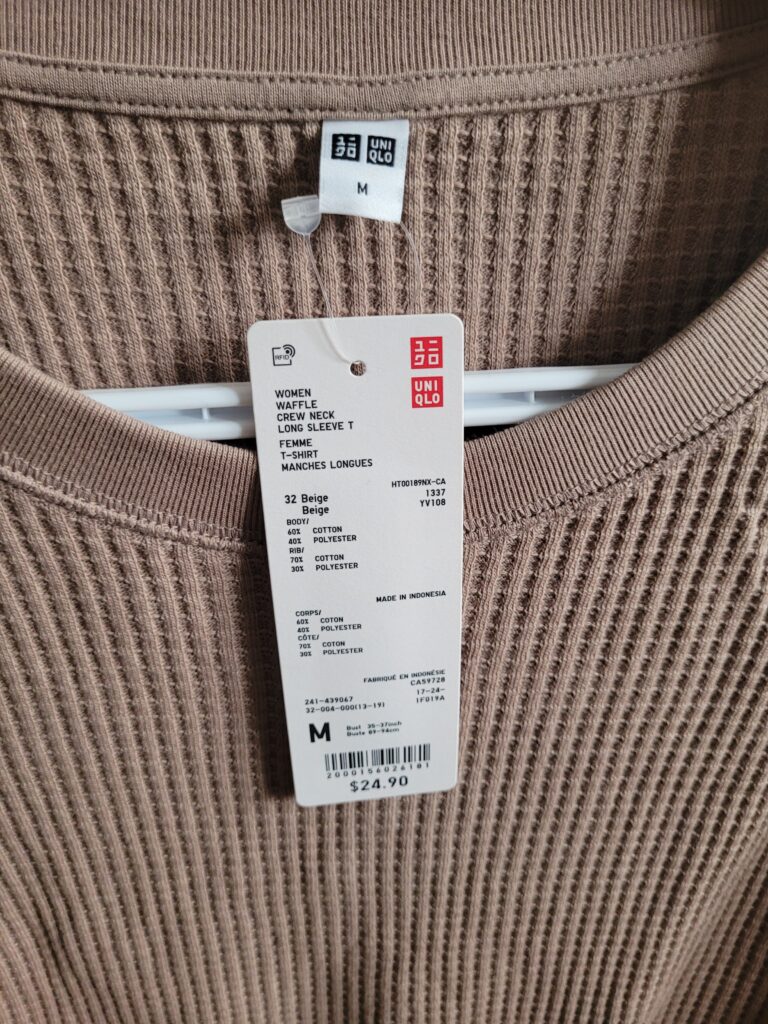 ユニ UNI
クロ QLO
M
RFID
ユニ
クロ
UNI
QLO
WOMEN
WAFFLE
CREW NECK
LONG SLEEVE T
FEMME
T-SHIRT
MANCHES LONGUES
HT00189NX-CA
32 Beige 1337
Beige YV108
BODY/
60% COTTON
40% POLYESTER
RIB/
70% COTTON
30% POLYESTER
MADE IN INDONESIA
CORPS/
60% COTON
40% POLYESTER
CÔTE/
70% COTON
30% POLYESTER
FABRIQUÉ EN INDONÉSIE
CA59728
241-439067 17-24-
32-004-000(13-19) 1F019A
M Bust 35-37inch
Buste 89-94cm
2000156026181
$24.90